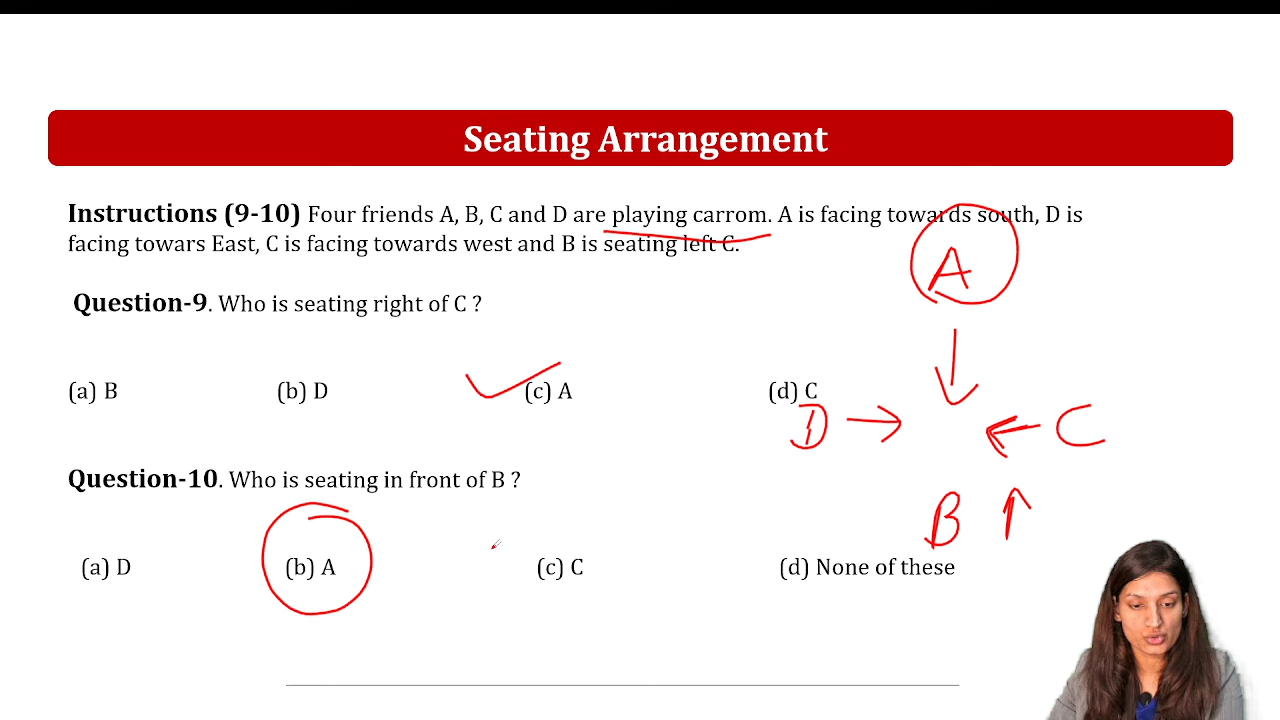 Seating Arrangement
Instructions (9-10) Four friends A, B, C and D are playing carrom. A is facing towards south, D is
facing towars East, C is facing towards west and B is seating left C.
A
Question-9. Who is seating right of C ?
(a) B (b) D (c) A (d) C
D C
Question-10. Who is seating in front of B ?
B
(a) D (b) A (c) C (d) None of these